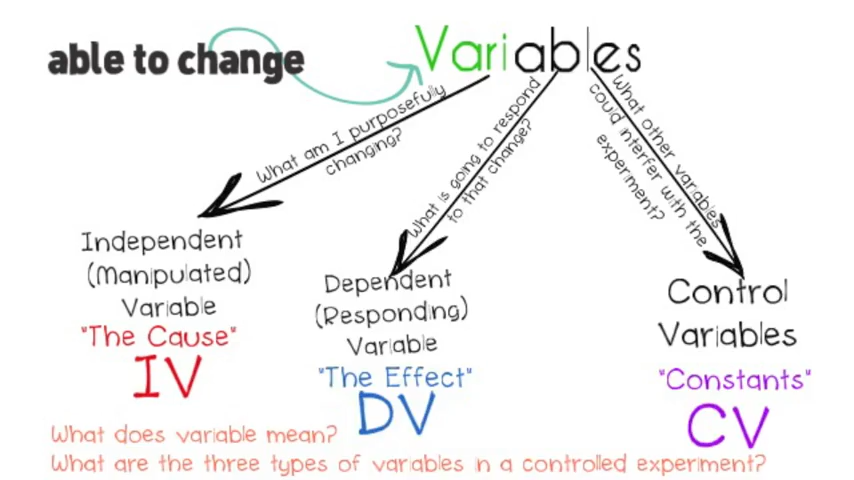 able to change
Variables
What am I purposefully
changing?
What is going to respond
to that change?
What other variables
could interfer with the
experiment?
Independent
(Manipulated)
Variable
"The Cause"
IV
Dependent
(Responding)
Variable
"The Effect"
DV
Control
Variables
"Constants"
CV
What does variable mean?
What are the three types of variables in a controlled experiment?